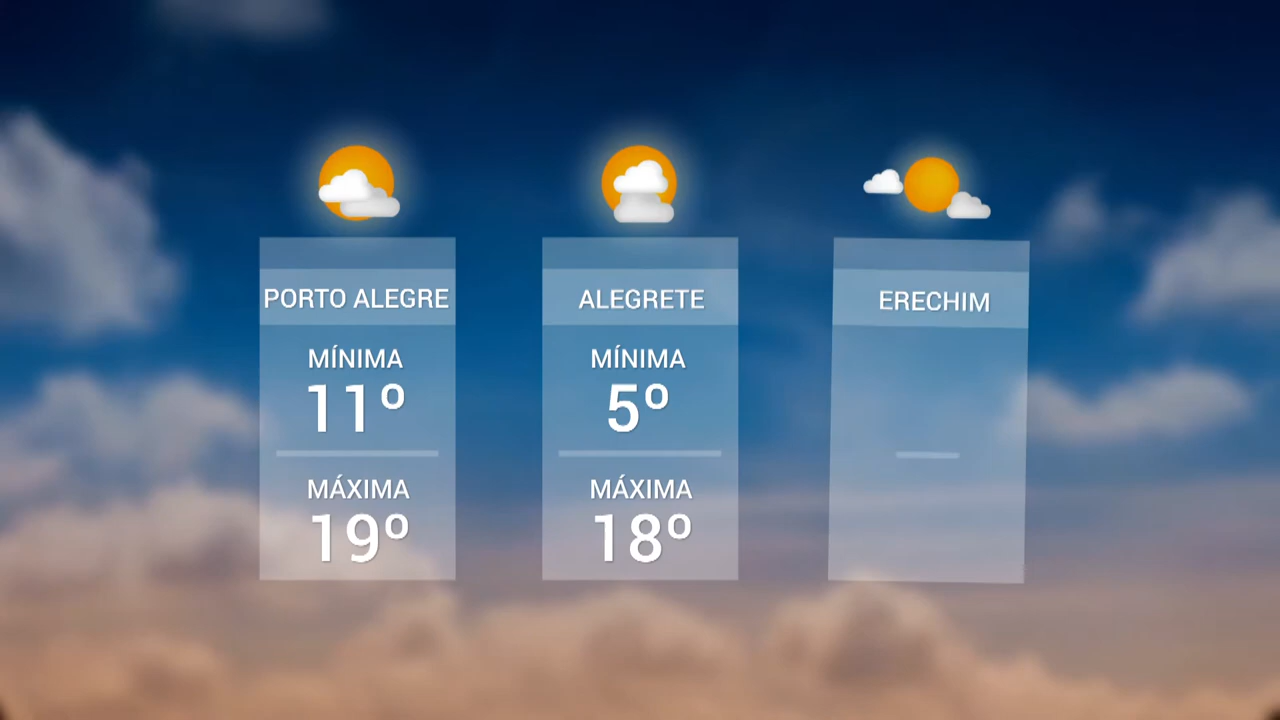 PORTO ALEGRE
MÍNIMA
11º
MÁXIMA
19º
ALEGRETE
MÍNIMA
5º
MÁXIMA
18º
ERECHIM